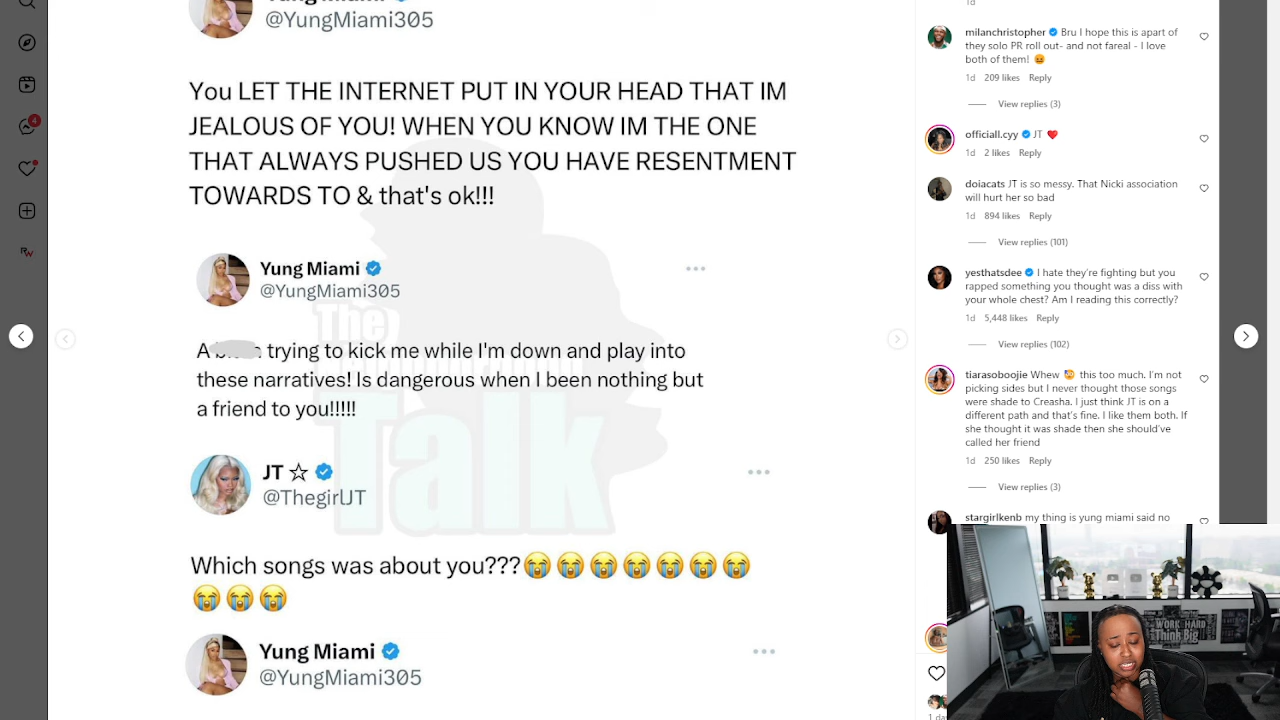 @YungMiami305
You LET THE INTERNET PUT IN YOUR HEAD THAT IM
JEALOUS OF YOU! WHEN YOU KNOW IM THE ONE
THAT ALWAYS PUSHED US YOU HAVE RESENTMENT
TOWARDS TO & that's ok!!!
Yung Miami
@YungMiami305
A trying to kick me while I'm down and play into
these narratives! Is dangerous when I been nothing but
a friend to you!!!!!
JT ☆
@ThegirlJT
Which songs was about you???😭😭😭😭😭😭😭
😭😭😭
Yung Miami
@YungMiami305
The
Talk
4
1d
milanchristopher Bru I hope this is apart of
they solo PR roll out- and not fareal - I love
both of them! 😝
1d 209 likes Reply
View replies (3)
officiall.cyy JT ❤️
1d 2 likes Reply
doiacats JT is so messy. That Nicki association
will hurt her so bad
1d 894 likes Reply
View replies (101)
yesthatsdee I hate they're fighting but you
rapped something you thought was a diss with
your whole chest? Am I reading this correctly?
1d 5,448 likes Reply
View replies (102)
tiarasoboojie Whew 🤯 this too much. I'm not
picking sides but I never thought those songs
were shade to Creasha. I just think JT is on a
different path and that's fine. I like them both. If
she thought it was shade then she should've
called her friend
1d 250 likes Reply
View replies (3)
stargirlkenb my thing is yung miami said no
WORK HARD
Think Big